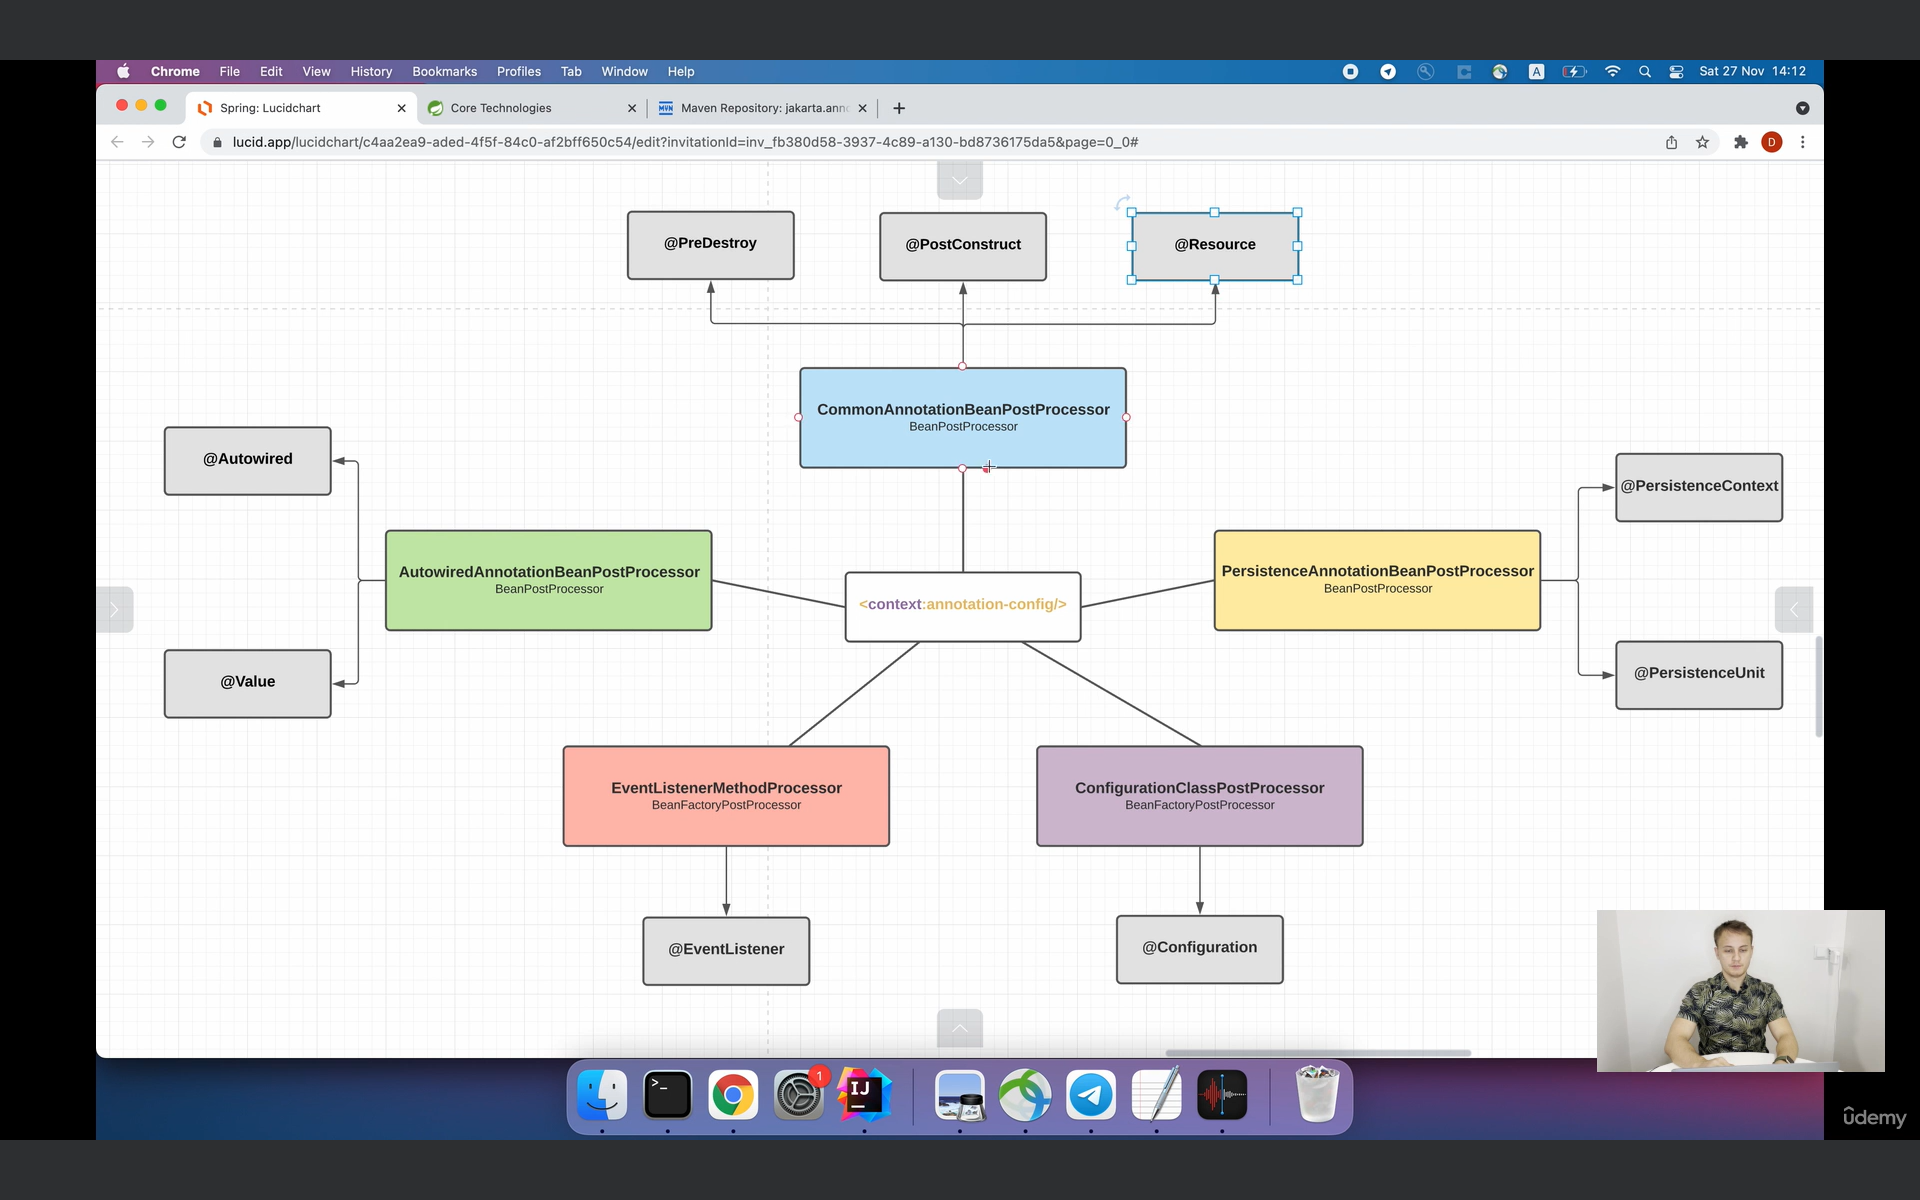 Chrome File Edit View History Bookmarks Profiles Tab Window Help
A
Sat 27 Nov 14:12
Spring: Lucidchart
Core Technologies
MVN
Maven Repository: jakarta.anno
lucid.app/lucidchart/c4aa2ea9-aded-4f5f-84c0-af2bff650c54/edit?invitationId=inv_fb380d58-3937-4c89-a130-bd8736175da5&page=0_0#
D
@PreDestroy
@PostConstruct
@Resource
CommonAnnotationBeanPostProcessor
BeanPostProcessor
@Autowired
@PersistenceContext
AutowiredAnnotationBeanPostProcessor
BeanPostProcessor
<context:annotation-config/>
PersistenceAnnotationBeanPostProcessor
BeanPostProcessor
@Value
@PersistenceUnit
EventListenerMethodProcessor
BeanFactoryPostProcessor
ConfigurationClassPostProcessor
BeanFactoryPostProcessor
@EventListener
@Configuration
>_
1
IJ
ûdemy